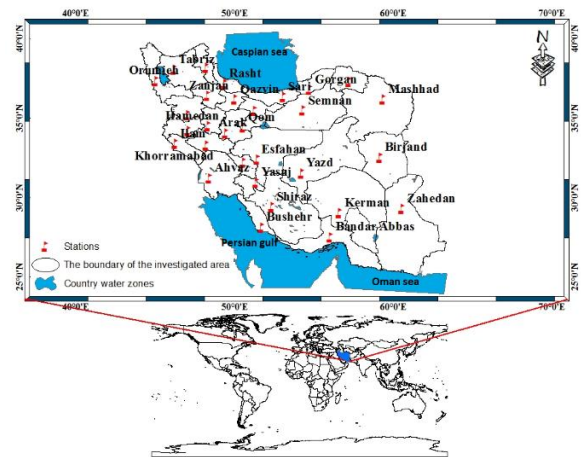 40°0'E 50°0'E 60°0'E 70°0'E
40°0'N 40°0'N
Caspian sea
N
Tabriz
Orumieh
Rasht
Zanjan
Qazvin
Sari
Gorgan
Mashhad
Semnan
35°0'N 35°0'N
Hamedan
Arak
Qom
Ilam
Khorramabad
Esfahan
Birjand
Yazd
Ahvaz
Yasuj
30°0'N 30°0'N
Shiraz
Kerman
Zahedan
Bushehr
Bandar Abbas
Persian gulf
Oman sea
25°0'N 25°0'N
Stations
The boundary of the investigated area
Country water zones
40°0'E 50°0'E 60°0'E 70°0'E